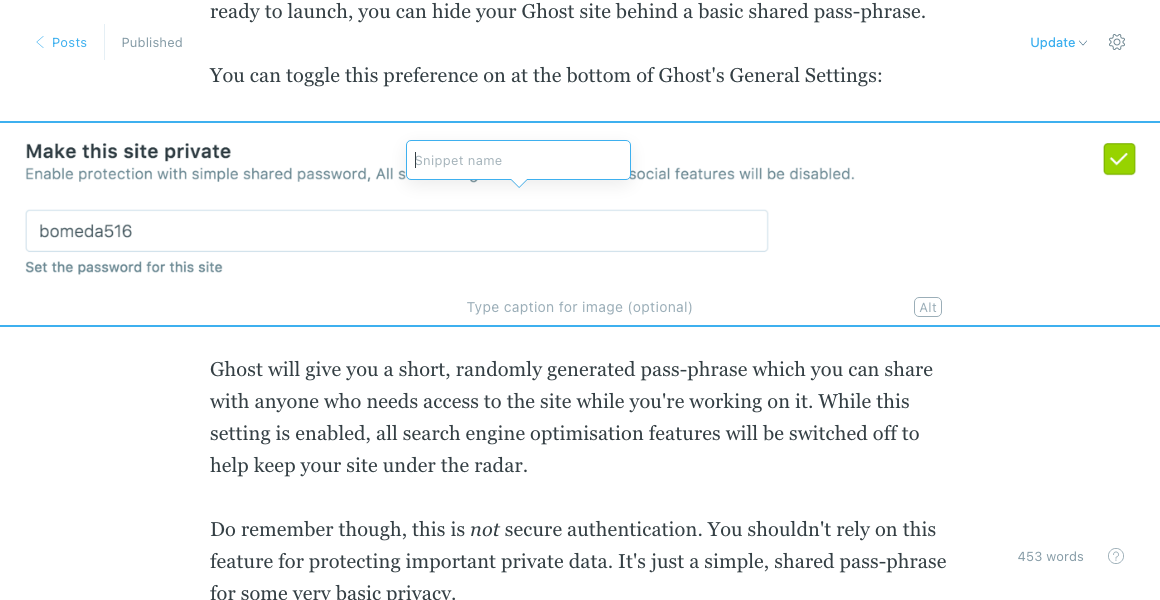 ready to launch, you can hide your Ghost site behind a basic shared pass-phrase.
Posts
Published
Update
You can toggle this preference on at the bottom of Ghost's General Settings:
Make this site private
Snippet name
Enable protection with simple shared password, All s social features will be disabled.
bomeda516
Set the password for this site
Type caption for image (optional)
Alt
Ghost will give you a short, randomly generated pass-phrase which you can share
with anyone who needs access to the site while you're working on it. While this
setting is enabled, all search engine optimisation features will be switched off to
help keep your site under the radar.
Do remember though, this is not secure authentication. You shouldn't rely on this
feature for protecting important private data. It's just a simple, shared pass-phrase
for some very basic privacy.
453 words
?